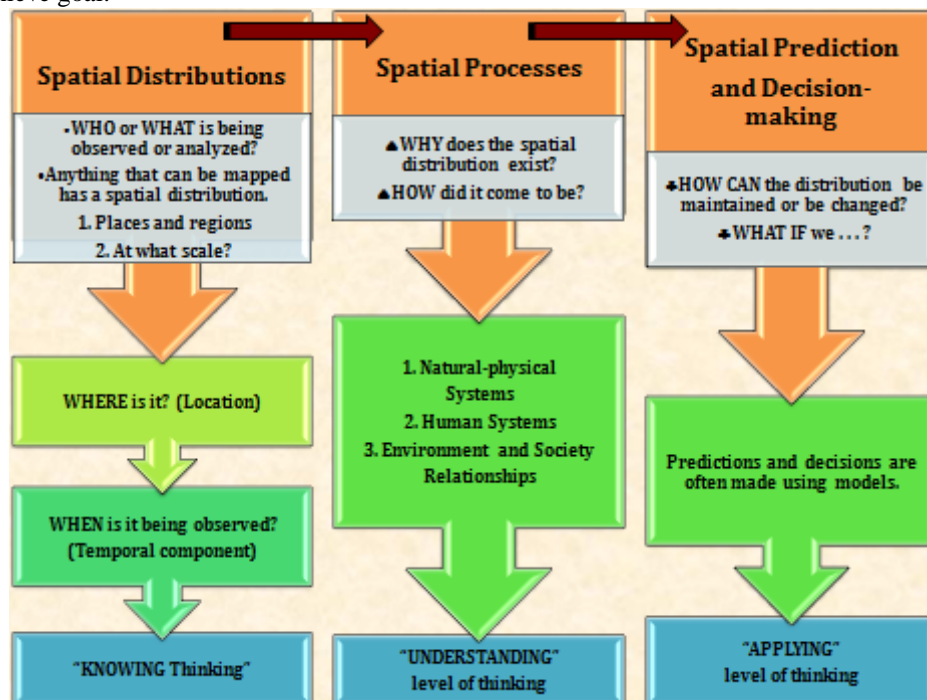 Spatial Distributions
•WHO or WHAT is being
observed or analyzed?
•Anything that can be mapped
has a spatial distribution.
1. Places and regions
2. At what scale?
WHERE is it? (Location)
WHEN is it being observed?
(Temporal component)
"KNOWING Thinking"
Spatial Processes
▲WHY does the spatial
distribution exist?
▲HOW did it come to be?
1. Natural-physical
Systems
2. Human Systems
3. Environment and Society
Relationships
"UNDERSTANDING"
level of thinking
Spatial Prediction
and Decision-
making
♣HOW CAN the distribution be
maintained or be changed?
♣WHAT IF we . . . ?
Predictions and decisions are
often made using models.
"APPLYING"
level of thinking